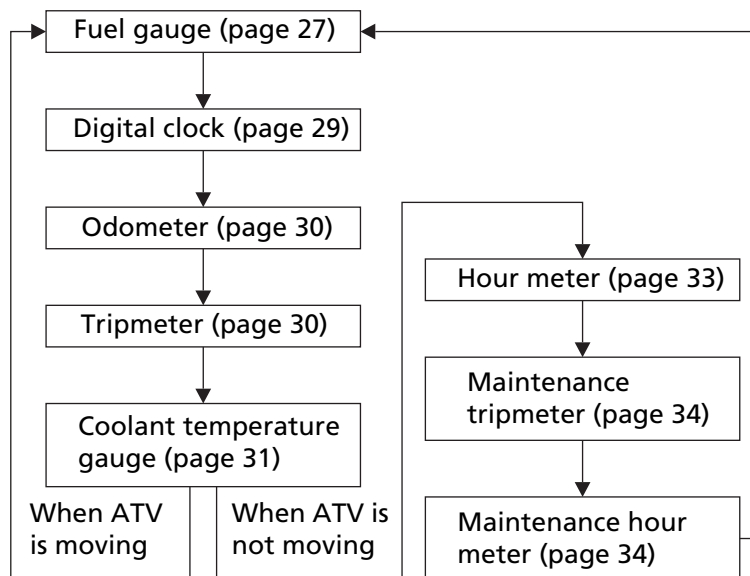 Fuel gauge (page 27)
Digital clock (page 29)
Odometer (page 30)
Tripmeter (page 30)
Coolant temperature
gauge (page 31)
When ATV
is moving
When ATV is
not moving
Hour meter (page 33)
Maintenance
tripmeter (page 34)
Maintenance hour
meter (page 34)